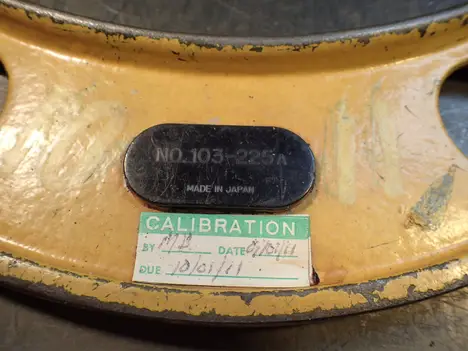 NO. 103-225A
MADE IN JAPAN
CALIBRATION
BY M.B. DATE
DUE 10/01/11